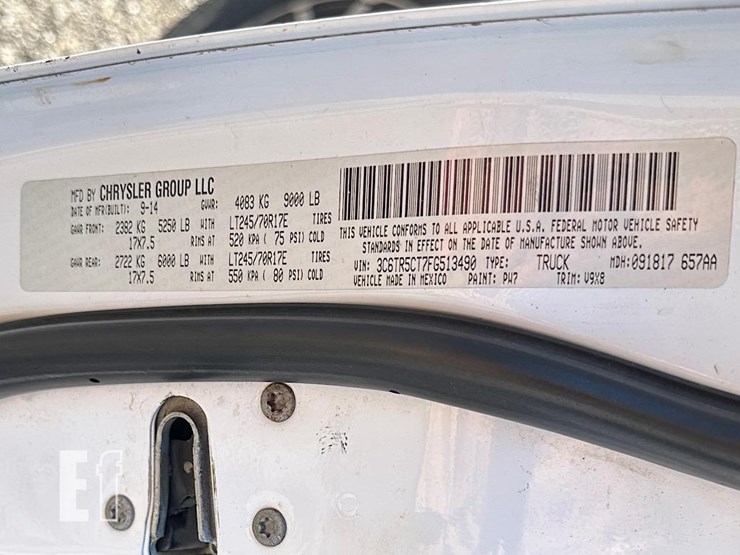 MFD BY CHRYSLER GROUP LLC
DATE OF MFR(BUILT): 9-14 GVWR: 4083 KG 9000 LB
GAWR FRONT: 2382 KG 5250 LB WITH LT245/70R17E TIRES
17X7.5 RIMS AT 520 KPA ( 75 PSI) COLD
GAWR REAR: 2722 KG 6000 LB WITH LT245/70R17E TIRES
17X7.5 RIMS AT 550 KPA ( 80 PSI) COLD
THIS VEHICLE CONFORMS TO ALL APPLICABLE U.S.A. FEDERAL MOTOR VEHICLE SAFETY
STANDARDS IN EFFECT ON THE DATE OF MANUFACTURE SHOWN ABOVE.
VIN: 3C6TR5CT7FG513490 TYPE: TRUCK MDH:091817 657AA
VEHICLE MADE IN MEXICO PAINT: PW7 TRIM: V9X8
Ef